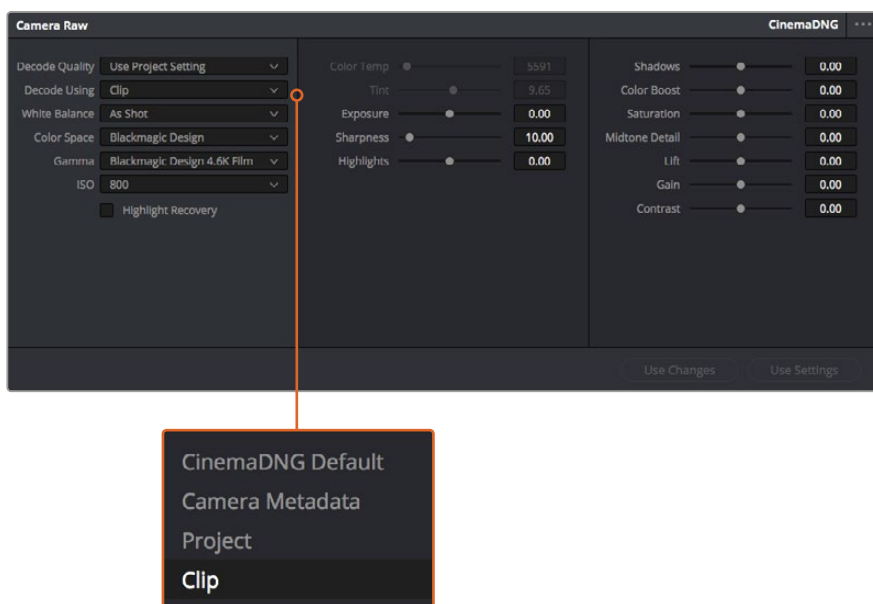 Camera Raw
CinemaDNG
Decode Quality Use Project Setting
Decode Using Clip
White Balance As Shot
Color Space Blackmagic Design
Gamma Blackmagic Design 4.6K Film
ISO 800
Highlight Recovery
Color Temp 5591
Tint 9.65
Exposure 0.00
Sharpness 10.00
Highlights 0.00
Shadows 0.00
Color Boost 0.00
Saturation 0.00
Midtone Detail 0.00
Lift 0.00
Gain 0.00
Contrast 0.00
Use Changes
Use Settings
CinemaDNG Default
Camera Metadata
Project
Clip